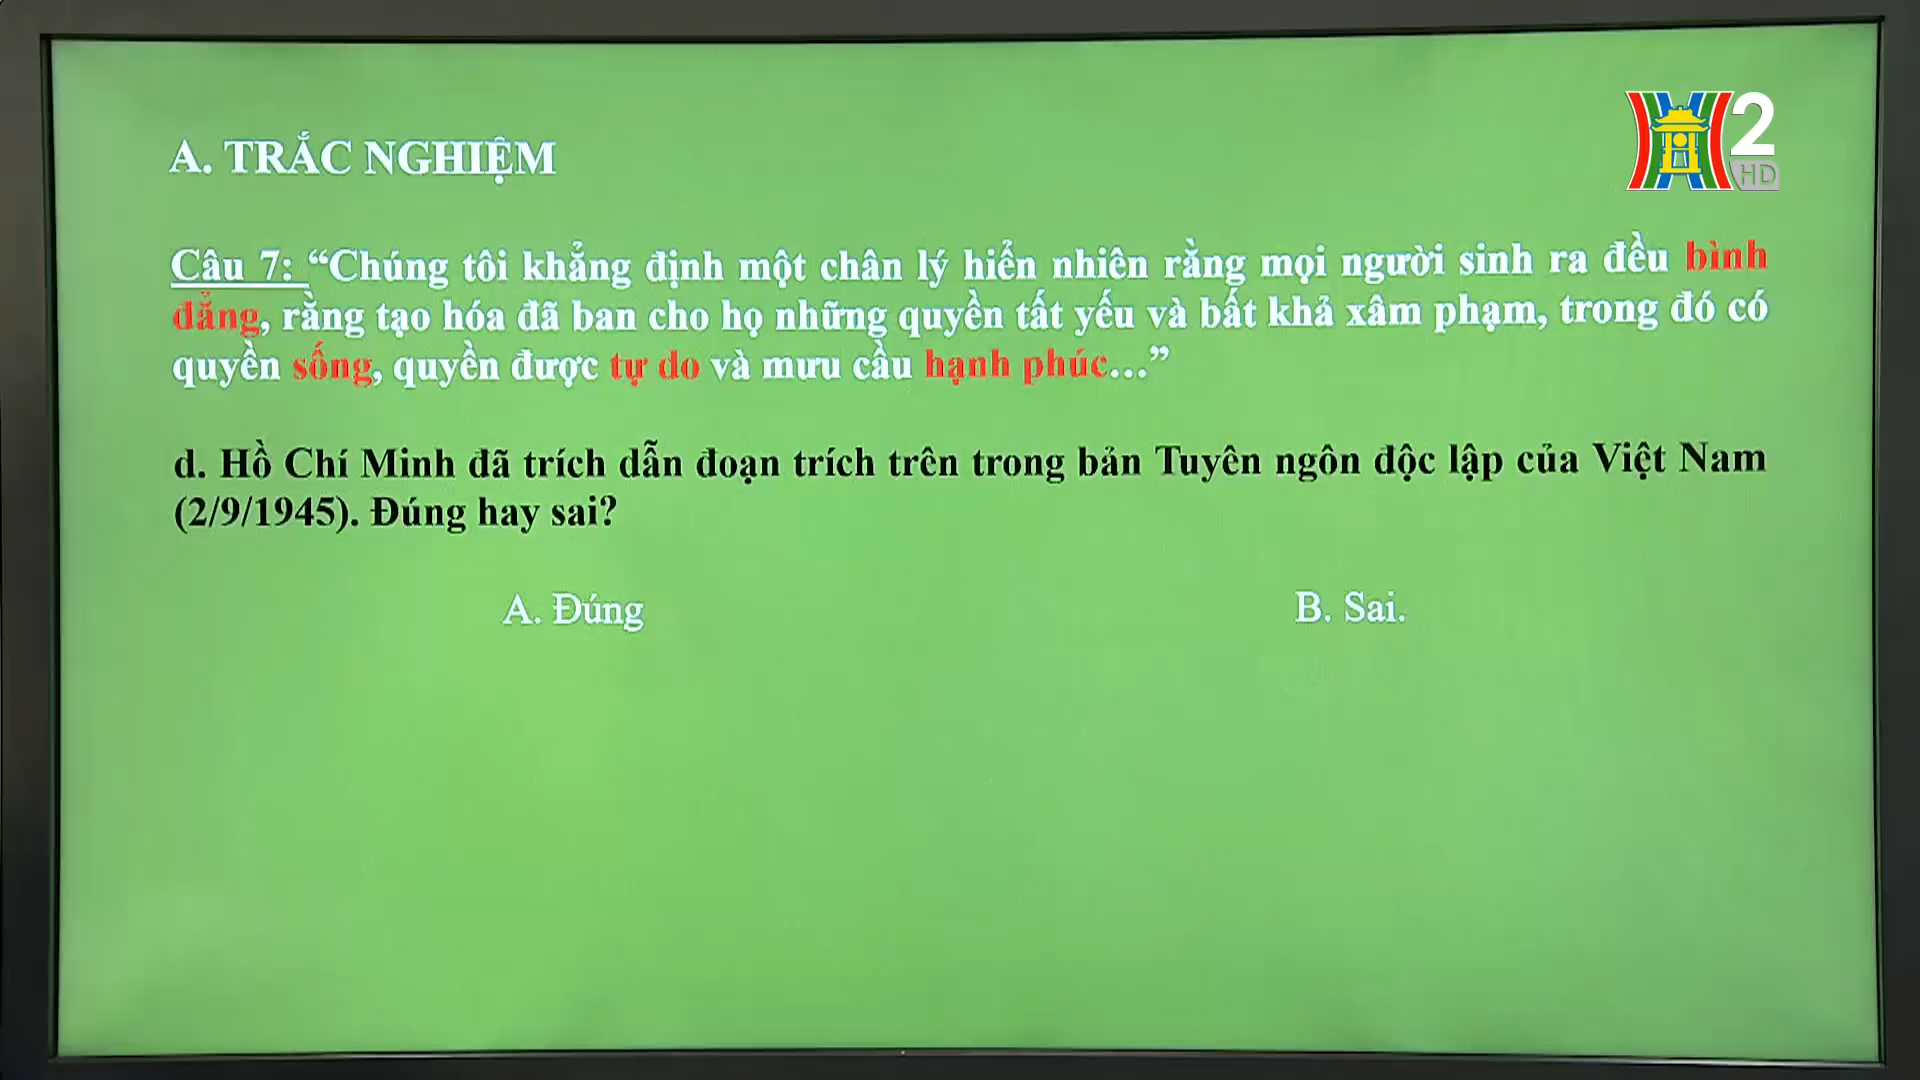 2
HD
A. TRẮC NGHIỆM
Câu 7: “Chúng tôi khẳng định một chân lý hiển nhiên rằng mọi người sinh ra đều bình
đẳng, rằng tạo hóa đã ban cho họ những quyền tất yếu và bất khả xâm phạm, trong đó có
quyền sống, quyền được tự do và mưu cầu hạnh phúc...”
d. Hồ Chí Minh đã trích dẫn đoạn trích trên trong bản Tuyên ngôn độc lập của Việt Nam
(2/9/1945). Đúng hay sai?
A. Đúng
B. Sai.